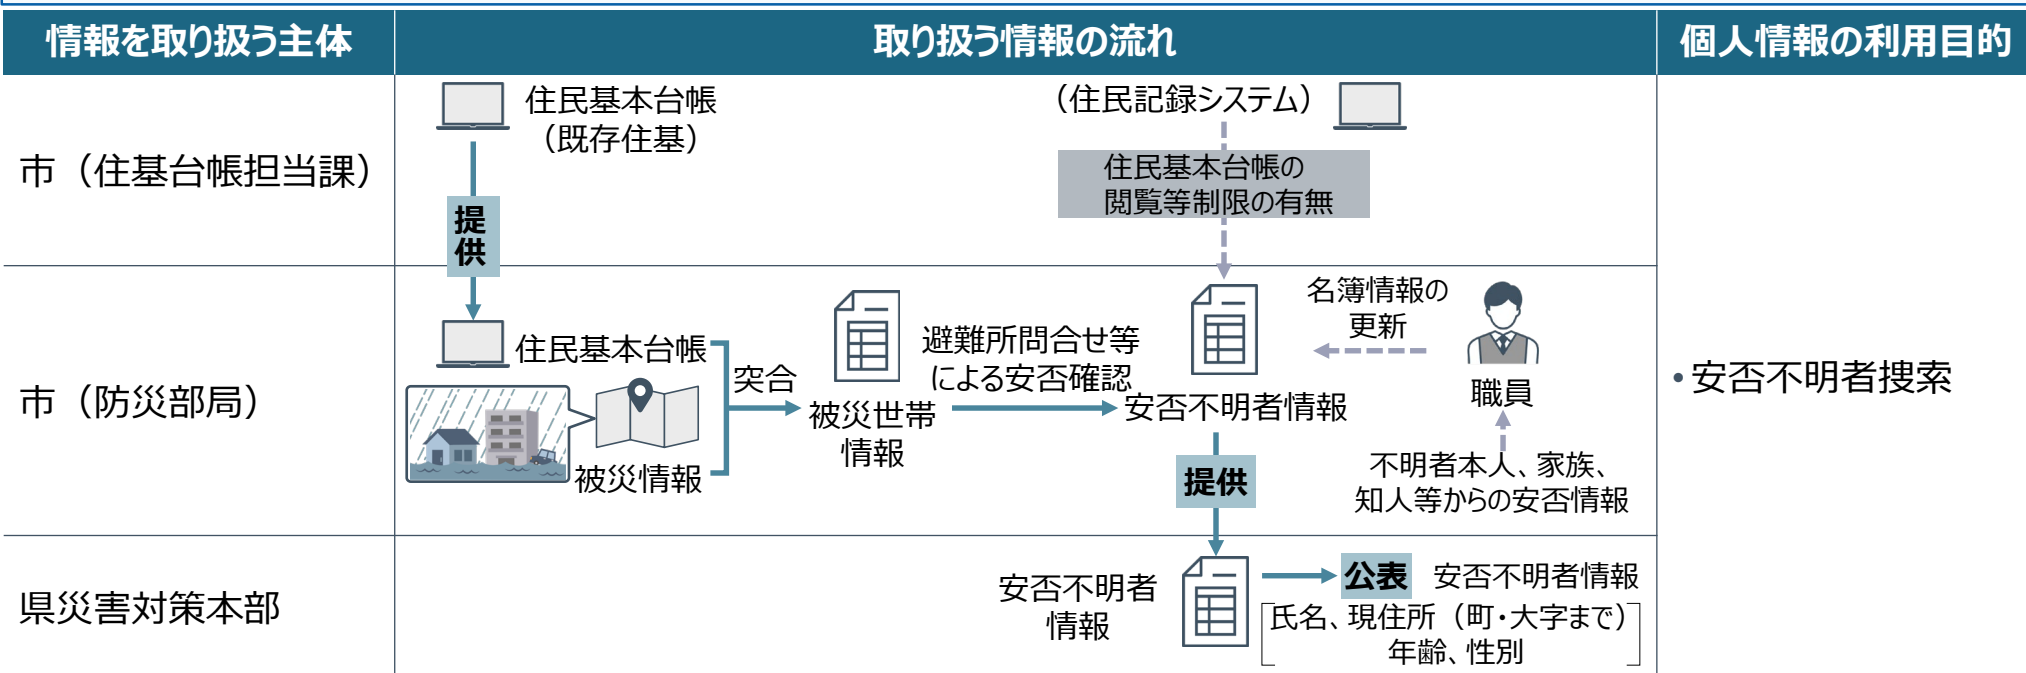 情報を取り扱う主体
取り扱う情報の流れ
個人情報の利用目的
市（住基台帳担当課）
住民基本台帳
（既存住基）
（住民記録システム）
住民基本台帳の
閲覧等制限の有無
提
供
市（防災部局）
住民基本台帳
被災情報
突合
被災世帯
情報
避難所問合せ等
による安否確認
安否不明者情報
名簿情報の
更新
職員
不明者本人、家族、
知人等からの安否情報
提供
•安否不明者捜索
県災害対策本部
安否不明者
情報
公表 安否不明者情報
氏名、現住所（町・大字まで）
年齢、性別